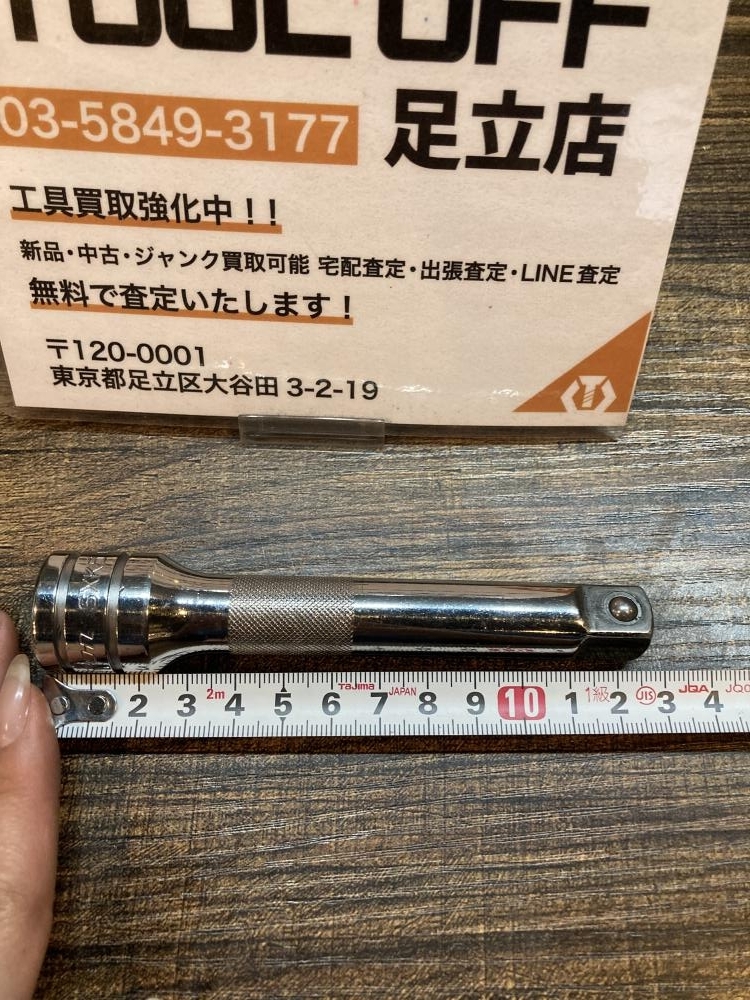 TOOL OFF
03-5849-3177 足立店
工具買取強化中！！
新品・中古・ジャンク買取可能 宅配査定・出張査定・LINE査定
無料で査定いたします！
〒120-0001
東京都足立区大谷田 3-2-19
2 3 2m 4 5 6 Tajima 7 JAPAN 8 9 10 1 1級 2 JIS 3 JQA 4 JQ